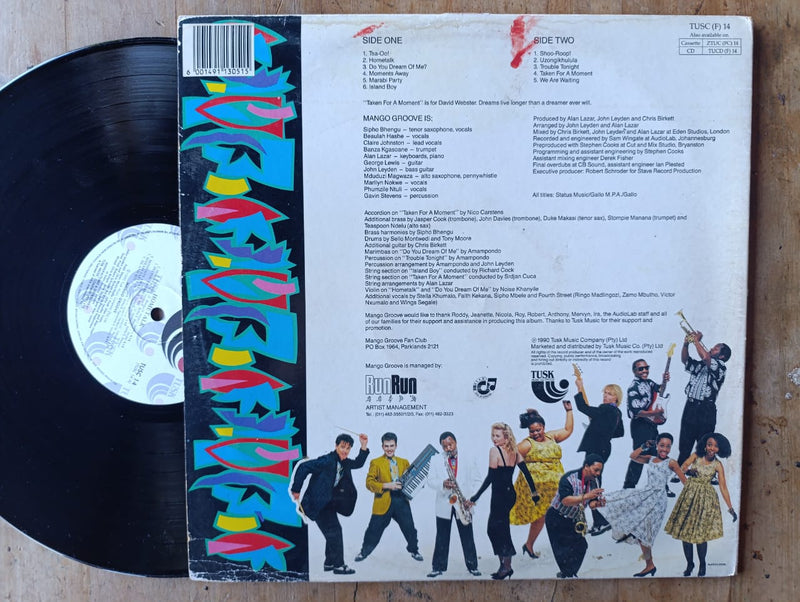 TUSC (F) 14
Also available on
Cassette ZTUC (PC) 14
CD TUCD (F) 14
6 001491 130515
SIDE ONE
1. Tsa-Oo!
2. Hometalk
3. Do You Dream Of Me?
4. Moments Away
5. Marabi Party
6. Island Boy
SIDE TWO
1. Shoo-Roop!
2. Uzongikhulula
3. Trouble Tonight
4. Taken For A Moment
5. We Are Waiting
"Taken For A Moment" is for David Webster. Dreams live longer than a dreamer ever will.
MANGO GROOVE IS;
Sipho Bhengu – tenor saxophone, vocals
Beulah Hashe – vocals
Claire Johnston – lead vocals
Banza Kgasoane – trumpet
Alan Lazar – keyboards, piano
George Lewis – guitar
John Leyden – bass guitar
Mduduzi Magwaza – alto saxophone, pennywhistle
Marilyn Nokwe – vocals
Phumzile Ntuli – vocals
Gavin Stevens – percussion
Produced by Alan Lazar, John Leyden and Chris Birkett
Arranged by John Leyden and Alan Lazar
Mixed by Chris Birkett, John Leyden and Alan Lazar at Eden Studios, London
Recorded and engineered by Sam Wingate at AudioLab, Johannesburg
Preproduced with Stephen Cooks at Cut and Mix Studio, Bryanston
Programming and assistant engineering by Stephen Cooks
Assistant mixing engineer Derek Fisher
Final overdubs at CB Sound, assistant engineer Ian Plested
Executive producer: Robert Schroder for Stave Record Production
All titles: Status Music/Gallo M.P.A./Gallo
Accordion on "Taken For A Moment" by Nico Carstens
Additional brass by Jasper Cook (trombone), John Davies (trombone), Duke Makasi (tenor sax), Stompie Manana (trumpet) and
Teaspoon Ndelu (alto sax)
Brass harmonies by Sipho Bhengu
Drums by Sello Montwedi and Tony Moore
Additional guitar by Chris Birkett
Marimbas on "Do You Dream Of Me" by Amampondo
Percussion on "Trouble Tonight" by Amampondo
Percussion arrangement by Amampondo and John Leyden
String section on "Island Boy" conducted by Richard Cock
String section on "Taken For A Moment" conducted by Srdjan Cuca
String arrangements by Alan Lazar
Violin on "Hometalk" and "Do You Dream Of Me" by Noise Khanyile
Additional vocals by Stella Khumalo, Faith Kekana, Sipho Mbele and Fourth Street (Ringo Madlingozi, Zamo Mbutho, Victor
Nxumalo and Wings Segale)
Mango Groove would like to thank Roddy, Jeanette, Nicola, Roy, Robert, Anthony, Mervyn, Iris, the AudioLab staff and all
of our families for their support and assistance in producing this album. Thanks to Tusk Music for their support and
promotion.
Mango Groove Fan Club
PO Box 1964, Parklands 2121
℗ 1990 Tusk Music Company (Pty) Ltd
Marketed and distributed by Tusk Music Co. (Pty) Ltd
Mango Groove is managed by:
RunRun
ARTIST MANAGEMENT
TUSK
TUSK
TUSC 14